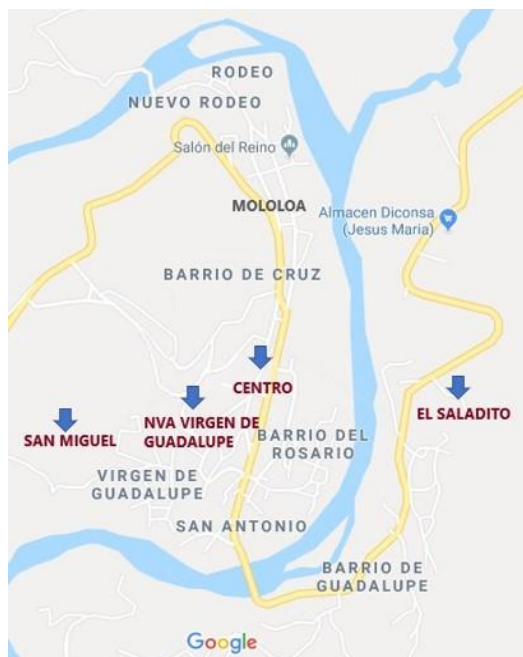 RODEO
NUEVO RODEO
Salón del Reino
MOLOLOA
Almacen Diconsa
(Jesus Maria)
BARRIO DE CRUZ
CENTRO
EL SALADITO
NVA VIRGEN DE
GUADALUPE
SAN MIGUEL
BARRIO DEL
ROSARIO
VIRGEN DE
GUADALUPE
SAN ANTONIO
BARRIO DE
GUADALUPE
Google